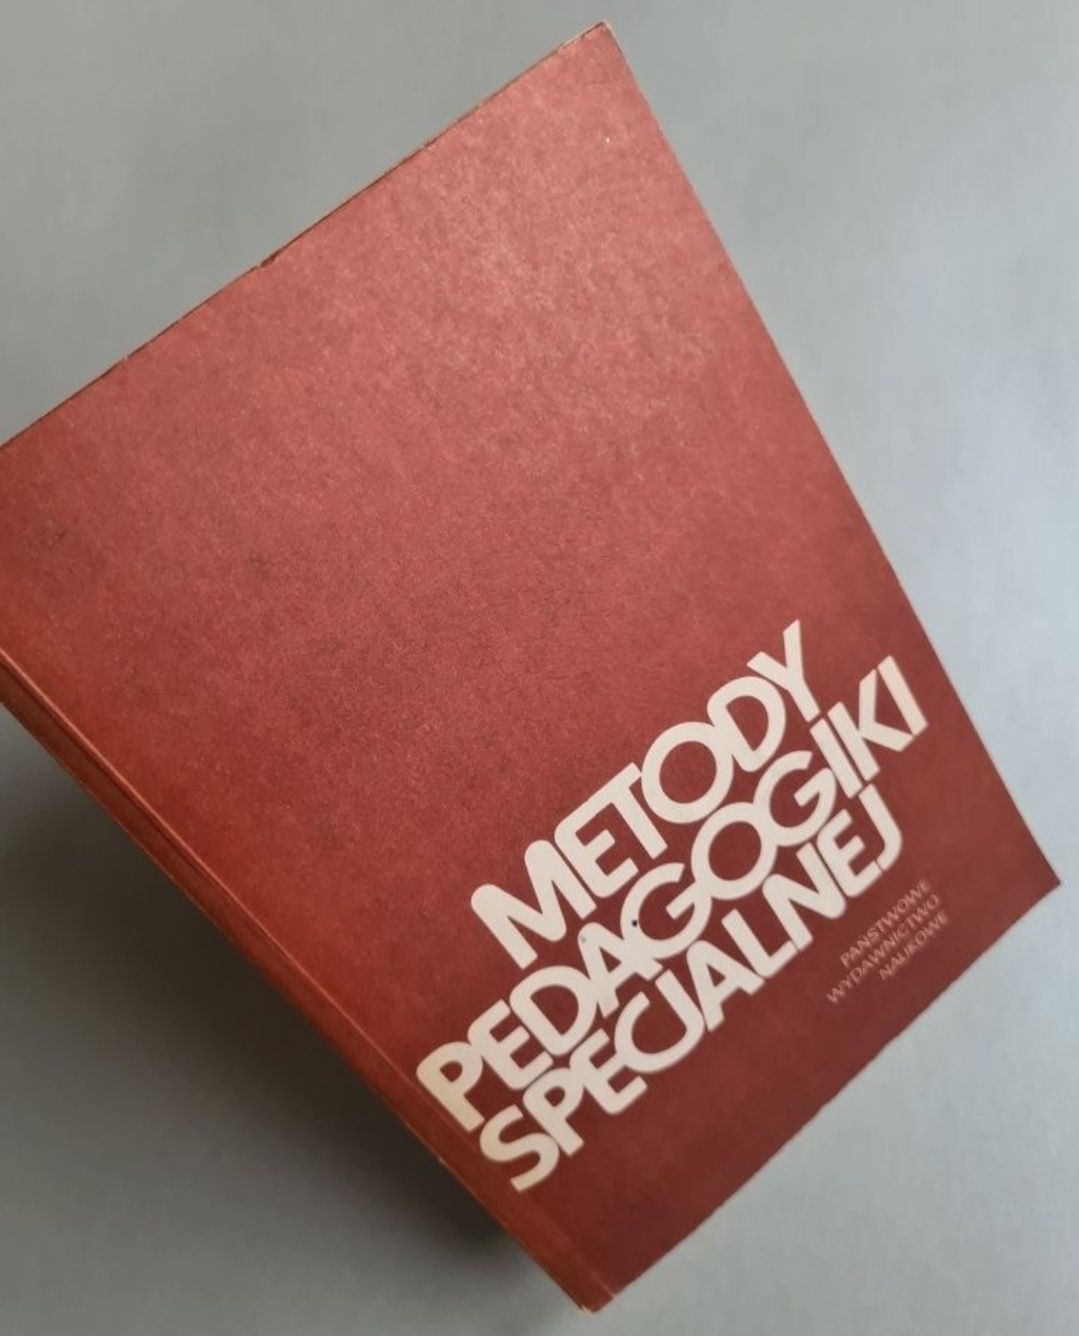 METODY
PEDAGOGIKI
SPECJALNEJ
PAŃSTWOWE
WYDAWNICTWO
NAUKOWE